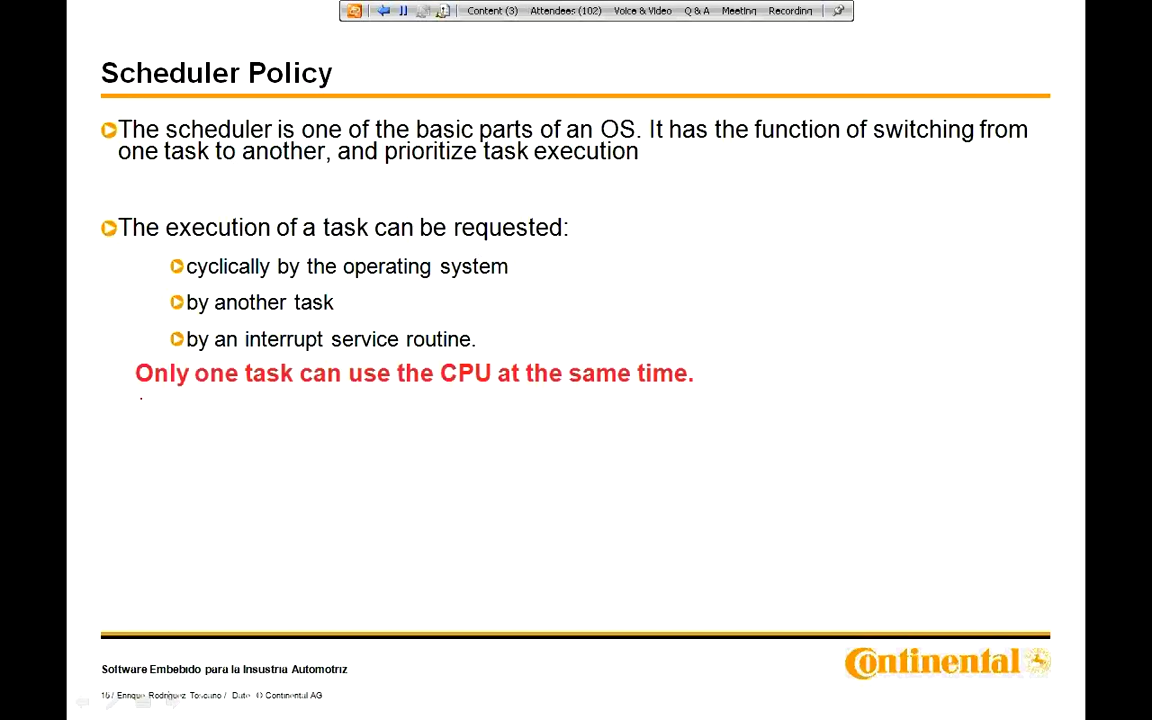 Content (3) Attendees (102) Voice & Video Q & A Meeting Recording
Scheduler Policy
The scheduler is one of the basic parts of an OS. It has the function of switching from
one task to another, and prioritize task execution
The execution of a task can be requested:
cyclically by the operating system
by another task
by an interrupt service routine.
Only one task can use the CPU at the same time.
Software Embebido para la Insustria Automotriz
Continental
/ Enrique Rodriguez Toscano / Date © Continental AG